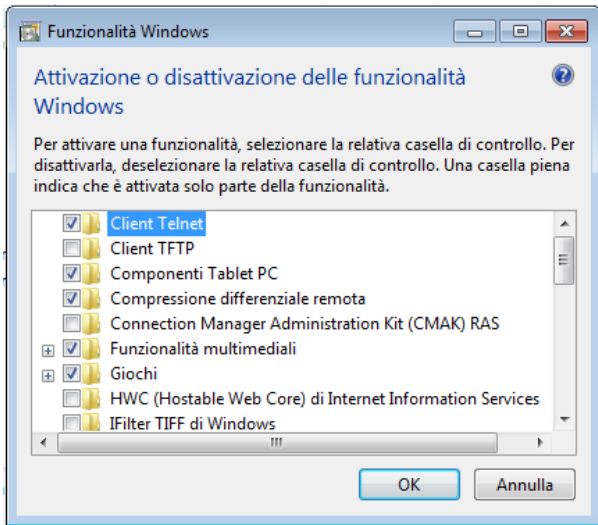 Funzionalità Windows
Attivazione o disattivazione delle funzionalità
Windows
Per attivare una funzionalità, selezionare la relativa casella di controllo. Per
disattivarla, deselezionare la relativa casella di controllo. Una casella piena
indica che è attivata solo parte della funzionalità.
Client Telnet
Client TFTP
Componenti Tablet PC
Compressione differenziale remota
Connection Manager Administration Kit (CMAK) RAS
Funzionalità multimediali
Giochi
HWC (Hostable Web Core) di Internet Information Services
IFilter TIFF di Windows
OK Annulla